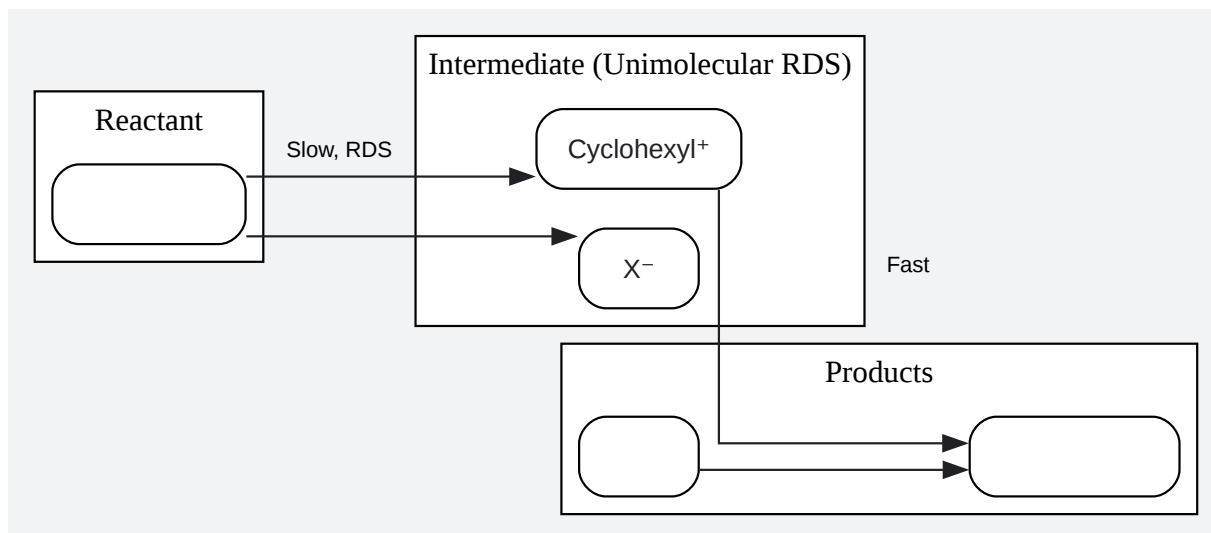 Intermediate (Unimolecular RDS)
Reactant
Slow, RDS
Cyclohexyl⁺
X⁻
Fast
Products